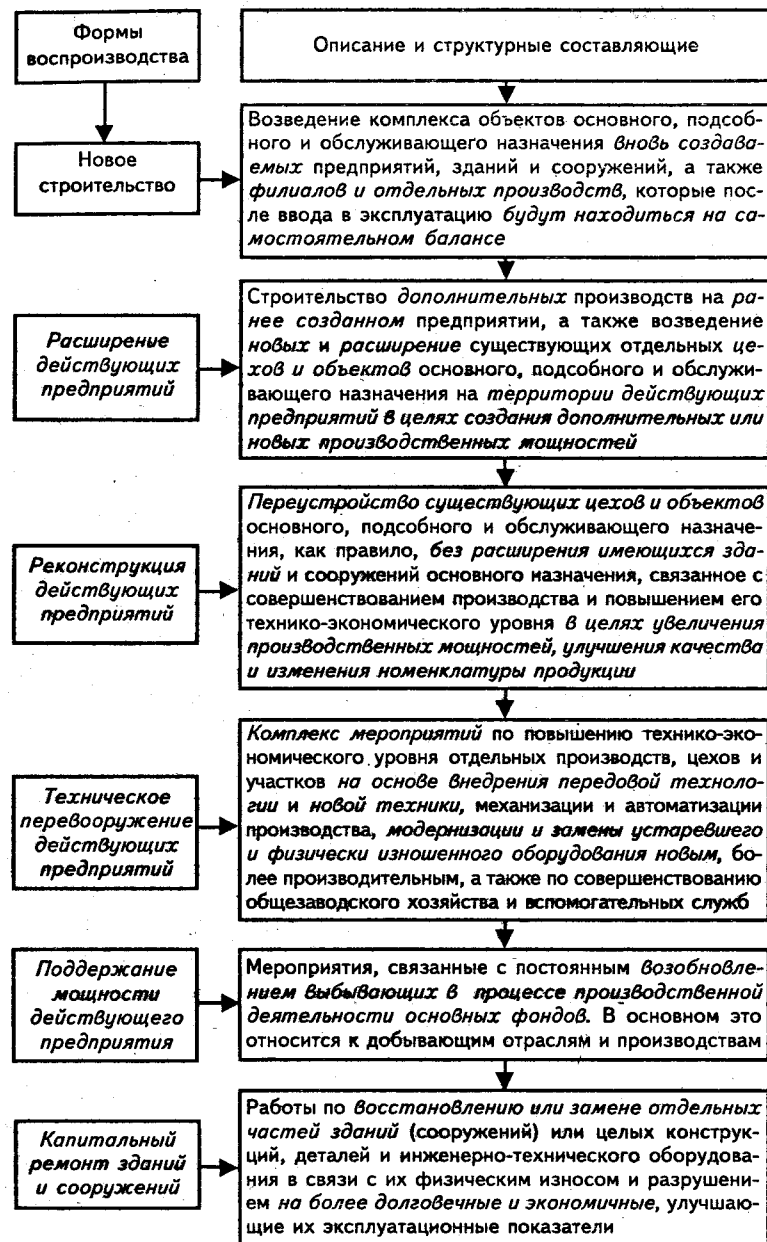 Формы
воспроизводства
Описание и структурные составляющие
Новое
строительство
Возведение комплекса объектов основного, подсоб-
ного и обслуживающего назначения вновь создава-
емых предприятий, зданий и сооружений, а также
филиалов и отдельных производств, которые пос-
ле ввода в эксплуатацию будут находиться на са-
мостоятельном балансе
Расширение
действующих
предприятий
Строительство дополнительных производств на ра-
нее созданном предприятии, а также возведение
новых и расширение существующих отдельных це-
хов и объектов основного, подсобного и обслужи-
вающего назначения на территории действующих
предприятий в целях создания дополнительных или
новых производственных мощностей
Реконструкция
действующих
предприятий
Переустройство существующих цехов и объектов
основного, подсобного и обслуживающего назначе-
ния, как правило, без расширения имеющихся зда-
ний и сооружений основного назначения, связанное с
совершенствованием производства и повышением его
технико-экономического уровня в целях увеличения
производственных мощностей, улучшения качества
и изменения номенклатуры продукции
Техническое
перевооружение
действующих
предприятий
Комплекс мероприятий по повышению технико-эко-
номического уровня отдельных производств, цехов и
участков на основе внедрения передовой техноло-
гии и новой техники, механизации и автоматизации
производства, модернизации и замены устаревшего
и физически изношенного оборудования новым, бо-
лее производительным, а также по совершенствованию
общезаводского хозяйства и вспомогательных служб
Поддержание
мощности
действующего
предприятия
Мероприятия, связанные с постоянным возобновле-
нием выбывающих в процессе производственной
деятельности основных фондов. В основном это
относится к добывающим отраслям и производствам
Капитальный
ремонт зданий
и сооружений
Работы по восстановлению или замене отдельных
частей зданий (сооружений) или целых конструк-
ций, деталей и инженерно-технического оборудова-
ния в связи с их физическим износом и разрушени-
ем на более долговечные и экономичные, улучшаю-
щие их эксплуатационные показатели